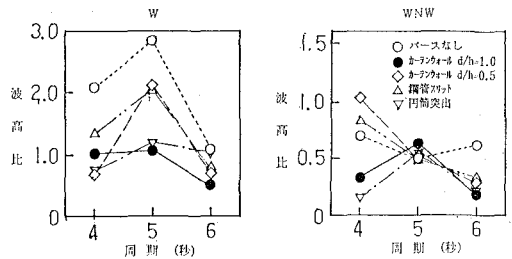 W
3.0
2.0
1.0
0
波高比
4 5 6
周期 (秒)
WNW
1.5
1.0
0.5
0
波高比
バースなし
カーテンウォール d/h=1.0
カーテンウォール d/h=0.5
鋼管スリット
円筒突出
4 5 6
周期 (秒)